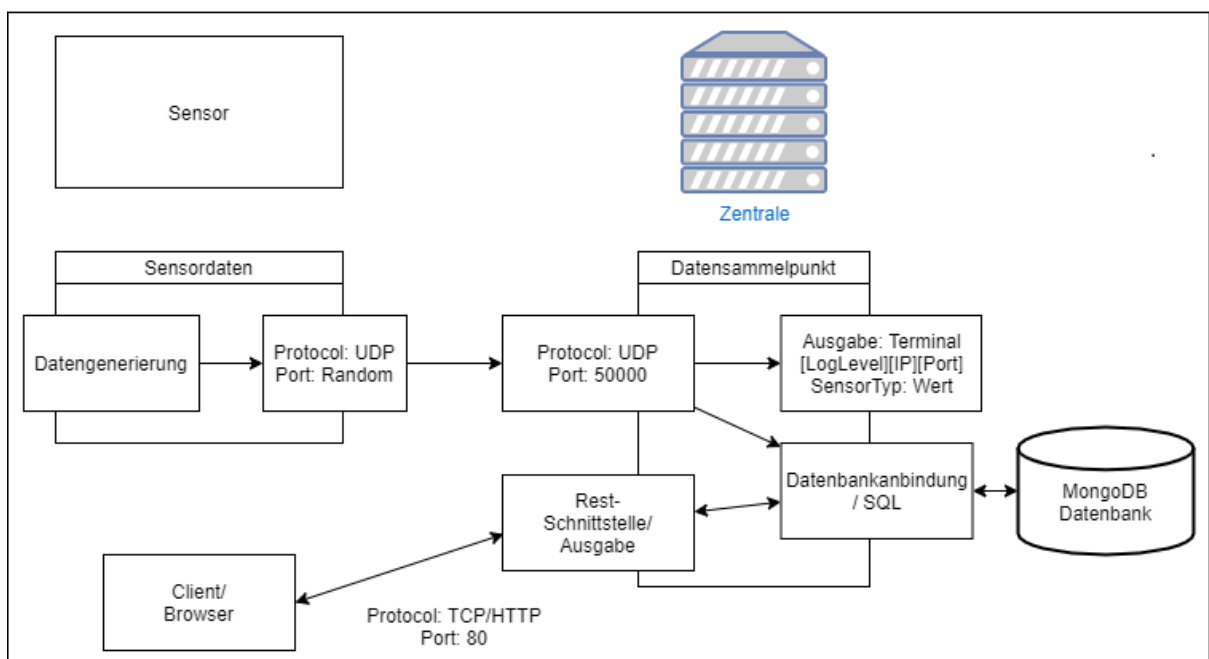 Sensor
Zentrale
Sensordaten
Datensammelpunkt
Datengenerierung
Protocol: UDP
Port: Random
Protocol: UDP
Port: 50000
Ausgabe: Terminal
[LogLevel][IP][Port]
SensorTyp: Wert
Rest-
Schnittstelle/
Ausgabe
Datenbankanbindung
/ SQL
MongoDB
Datenbank
Client/
Browser
Protocol: TCP/HTTP
Port: 80